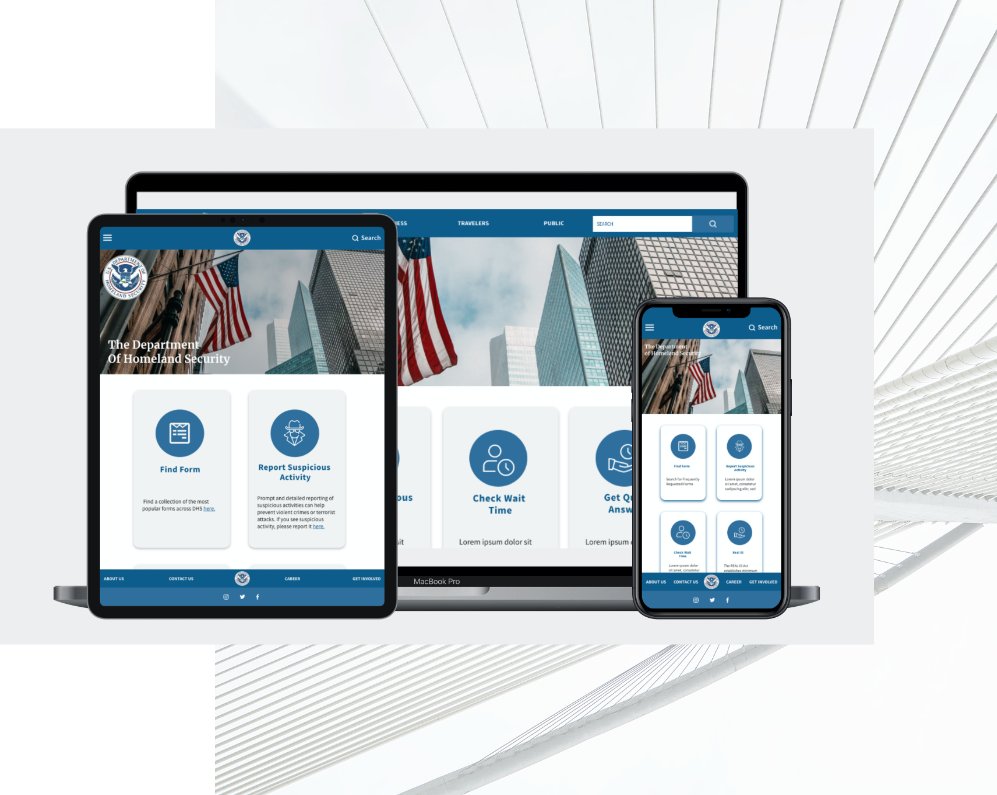 ESS
TRAVELERS
PUBLIC
SEARCH
Search
U.S. DEPARTMENT OF
HOMELAND SECURITY
The Department
Of Homeland Security
Find Form
Find a collection of the most
popular forms across DHS here.
Report Suspicious
Activity
Prompt and detailed reporting of
suspicious activities can help
prevent violent crimes or terrorist
attacks. If you see suspicious
activity, please report it here.
ABOUT US
CONTACT US
CAREER
GET INVOLVED
ous
sit
Check Wait
Time
Lorem ipsum dolor sit
Get Qu
Answ
Lorem ipsum
MacBook Pro
Search
The Department
of Homeland Security
Find Form
Search for Frequently
Requested Forms
Report Suspicious
Activity
Lorem ipsum dolor
sit amet, consectetur
adipiscing elit, sed
Check Wait
Time
Lorem ipsum dolor
sit amet, consectetur
Real ID
The REAL ID Act
establishes minimum
ABOUT US
CONTACT US
CAREER
GET INVOLVED